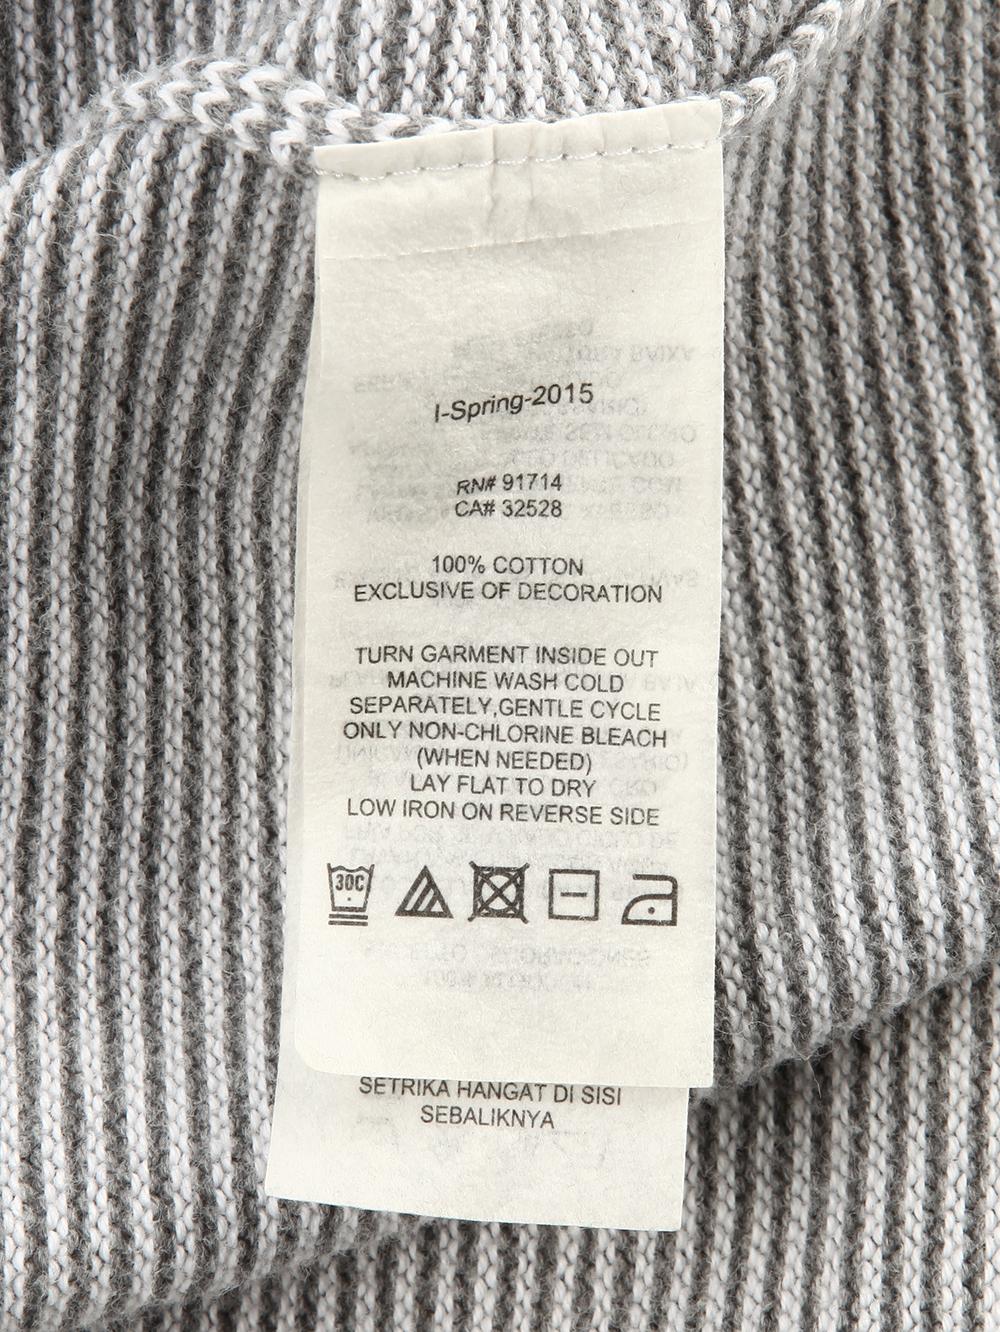 I-Spring-2015
RN# 91714
CA# 32528
100% COTTON
EXCLUSIVE OF DECORATION
TURN GARMENT INSIDE OUT
MACHINE WASH COLD
SEPARATELY,GENTLE CYCLE
ONLY NON-CHLORINE BLEACH
(WHEN NEEDED)
LAY FLAT TO DRY
LOW IRON ON REVERSE SIDE
30C
SETRIKA HANGAT DI SISI
SEBALIKNYA